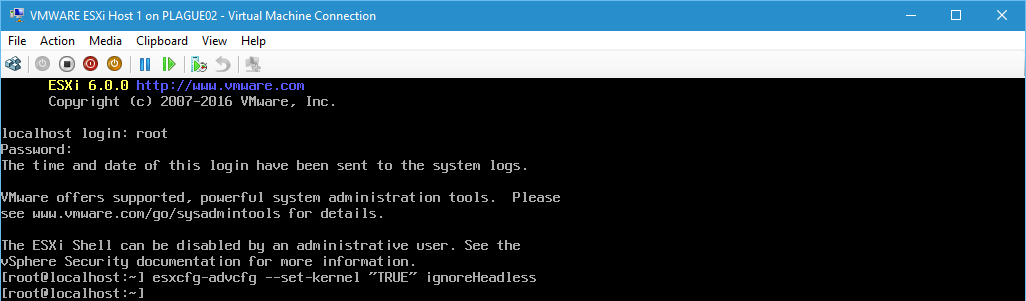 VMWARE ESXi Host 1 on PLAGUE02 - Virtual Machine Connection
File Action Media Clipboard View Help
ESXi 6.0.0 http://www.vmware.com
Copyright (c) 2007-2016 VMware, Inc.
localhost login: root
Password:
The time and date of this login have been sent to the system logs.
VMware offers supported, powerful system administration tools.  Please
see www.vmware.com/go/sysadmintools for details.
The ESXi Shell can be disabled by an administrative user. See the
vSphere Security documentation for more information.
[root@localhost:~] esxcfg-advcfg --set-kernel "TRUE" ignoreHeadless
[root@localhost:~]